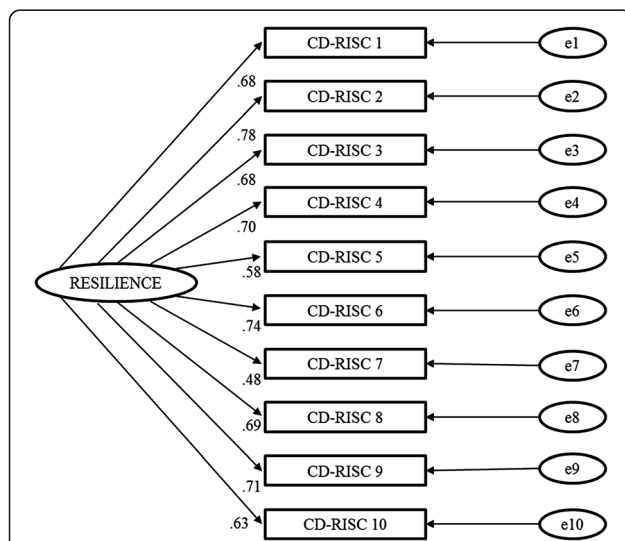 CD-RISC 1 e1
.68
CD-RISC 2 e2
.78
CD-RISC 3 e3
.68
CD-RISC 4 e4
.70
CD-RISC 5 e5
.58
RESILIENCE
CD-RISC 6 e6
.74
CD-RISC 7 e7
.48
CD-RISC 8 e8
.69
CD-RISC 9 e9
.71
CD-RISC 10 e10
.63